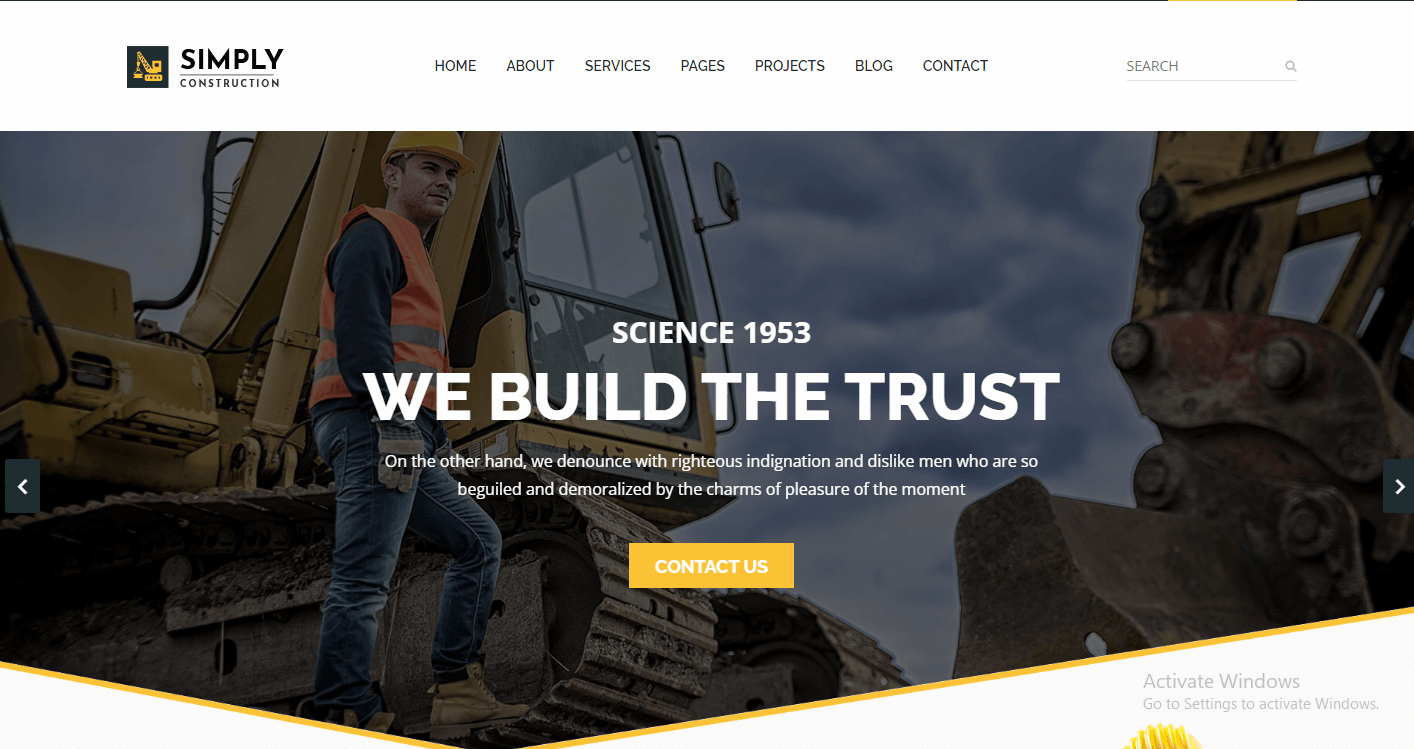 SIMPLY
CONSTRUCTION
HOME ABOUT SERVICES PAGES PROJECTS BLOG CONTACT
SEARCH
SCIENCE 1953
WE BUILD THE TRUST
On the other hand, we denounce with righteous indignation and dislike men who are so
beguiled and demoralized by the charms of pleasure of the moment
CONTACT US
Activate Windows
Go to Settings to activate Windows.